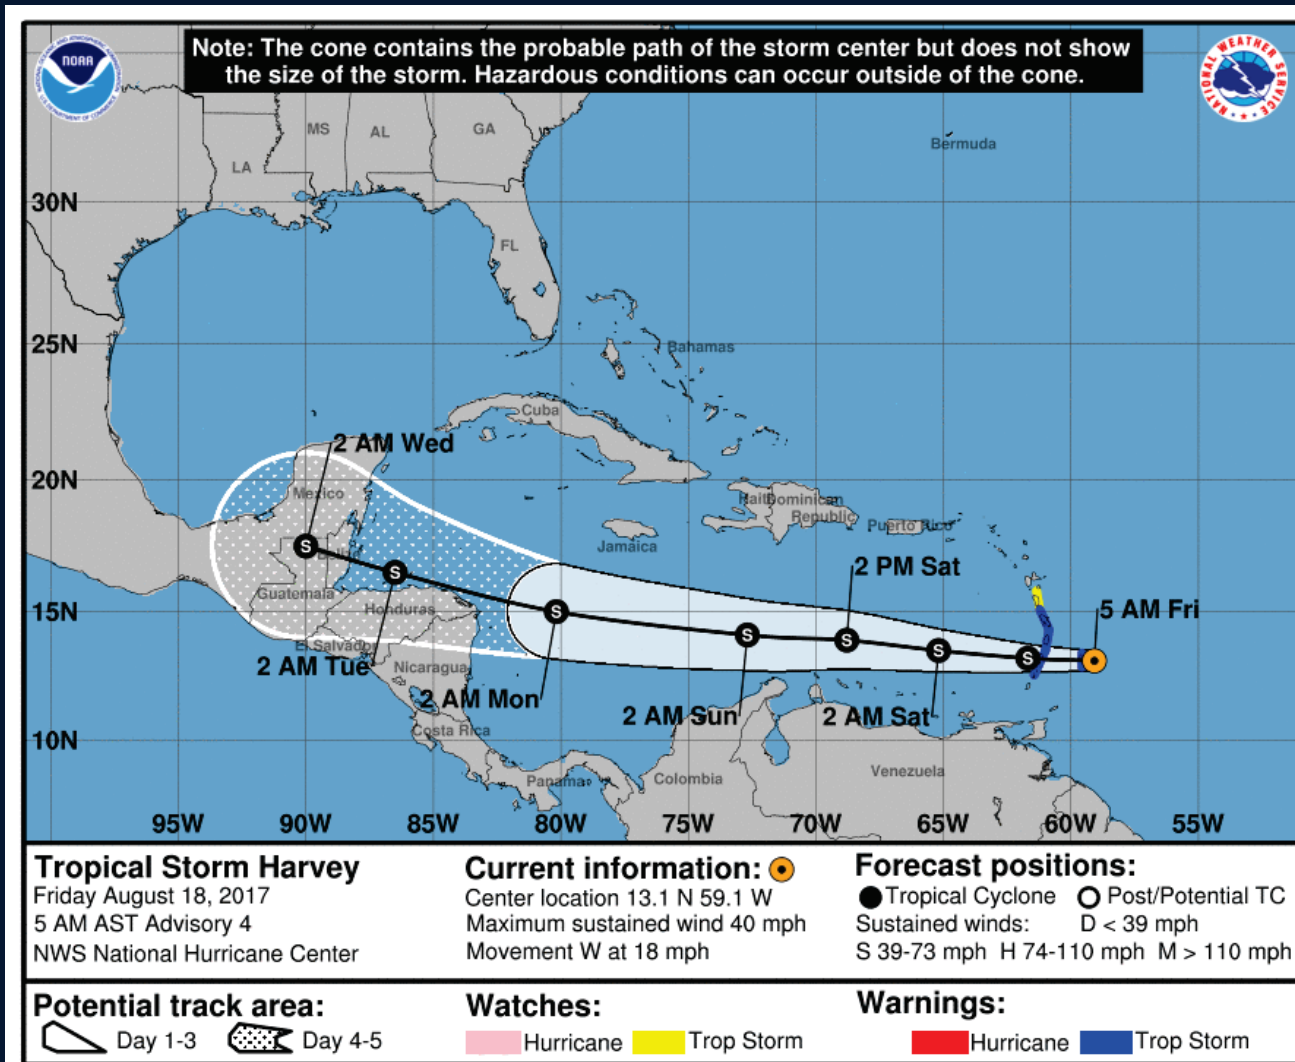 Note: The cone contains the probable path of the storm center but does not show
the size of the storm. Hazardous conditions can occur outside of the cone.
NOAA
NATIONAL WEATHER SERVICE
MS
AL
GA
LA
Bermuda
30N
FL
25N
Bahamas
Cuba
2 AM Wed
20N
Mexico
Haiti
Dominican
Republic
Puerto Rico
Jamaica
S
Belize
2 PM Sat
S
Guatemala
15N
Honduras
S
5 AM Fri
S
S
S
S
El Salvador
2 AM Tue
Nicaragua
2 AM Mon
2 AM Sun
2 AM Sat
Costa Rica
10N
Panama
Colombia
Venezuela
95W
90W
85W
80W
75W
70W
65W
60W
55W
Tropical Storm Harvey
Friday August 18, 2017
5 AM AST Advisory 4
NWS National Hurricane Center
Current information:
Center location 13.1 N 59.1 W
Maximum sustained wind 40 mph
Movement W at 18 mph
Forecast positions:
Tropical Cyclone
Post/Potential TC
Sustained winds:
D < 39 mph
S 39-73 mph H 74-110 mph M > 110 mph
Potential track area:
Day 1-3
Day 4-5
Watches:
Hurricane
Trop Storm
Warnings:
Hurricane
Trop Storm